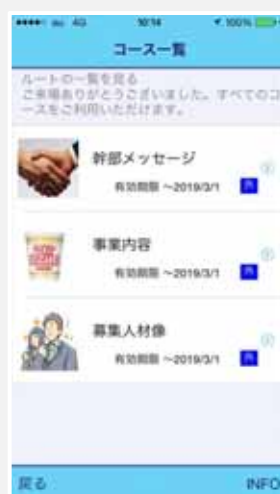 au 4G 10:14 100%
コース一覧
ルートの一覧を見る
ご来場ありがとうございました。すべてのコ
ースをご利用いただけます。
幹部メッセージ
有効期限 ~2019/3/1
事業内容
有効期限 ~2019/3/1
募集人材像
有効期限 ~2019/3/1
戻る INFO